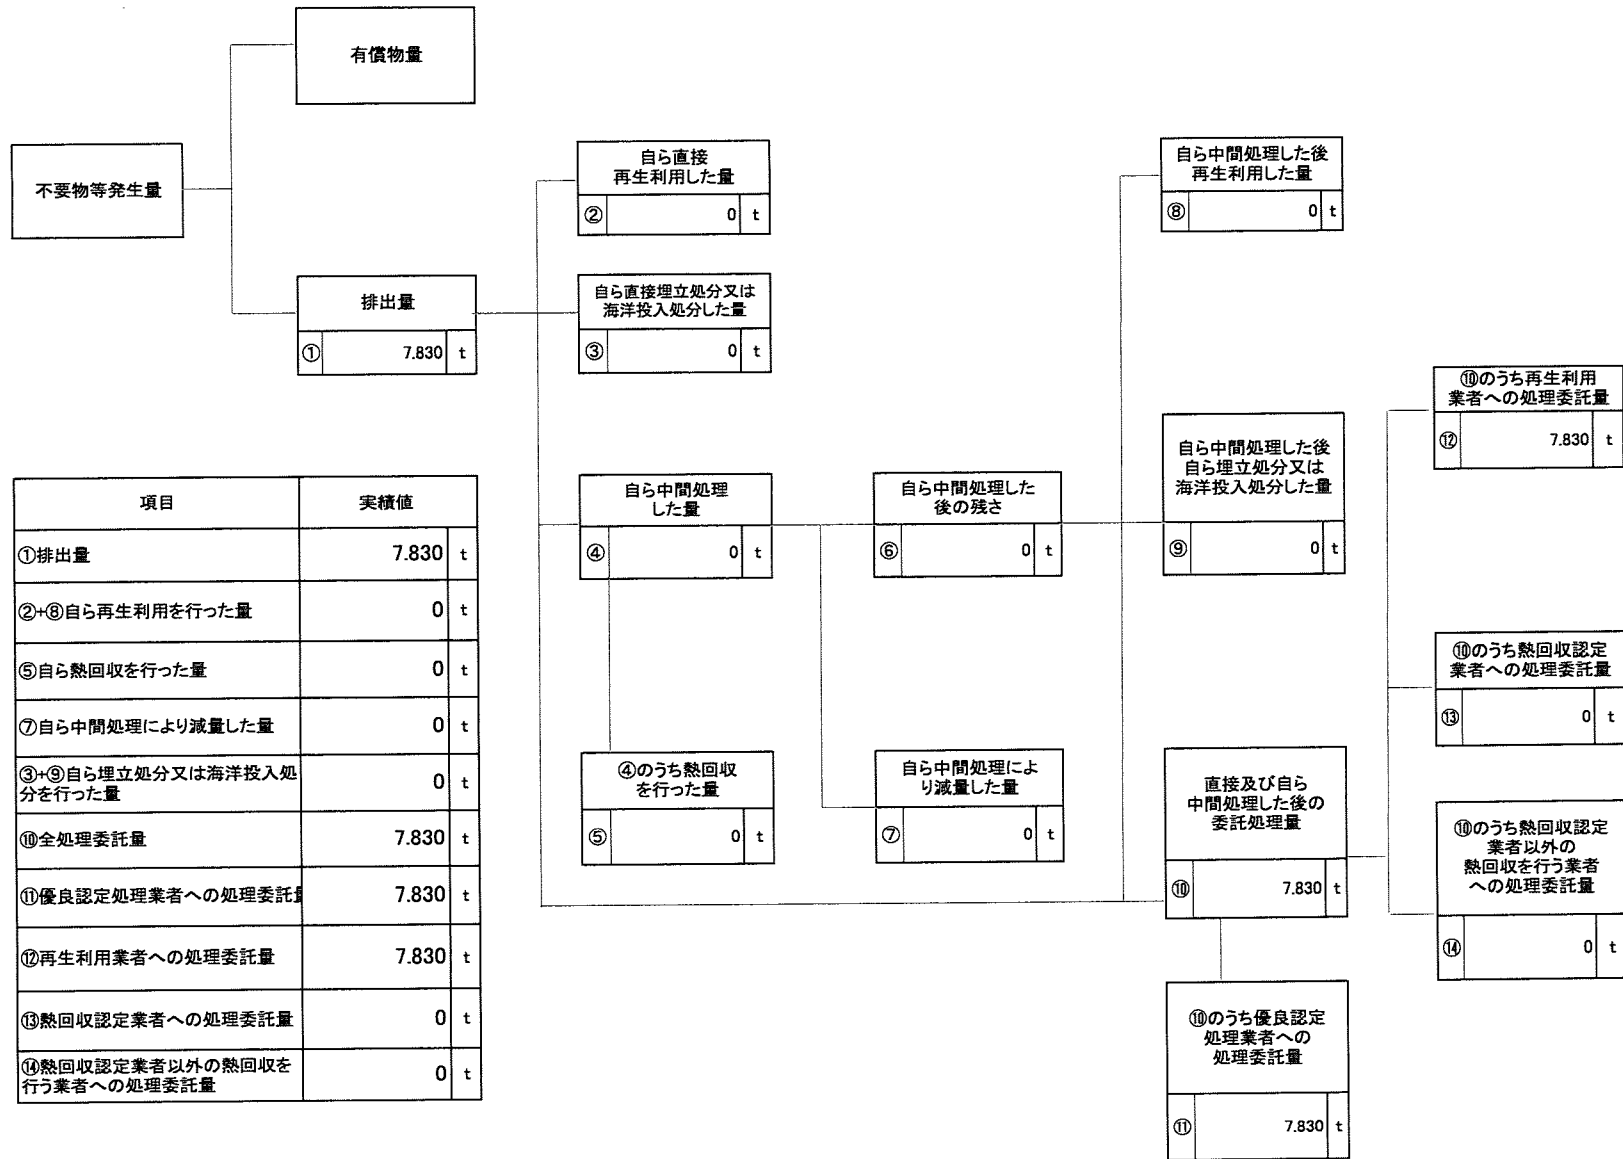 有償物量
不要物等発生量
排出量
① 7.830 t
自ら直接
再生利用した量
② 0 t
自ら直接埋立処分又は
海洋投入処分した量
③ 0 t
自ら中間処理
した量
④ 0 t
④のうち熱回収
を行った量
⑤ 0 t
自ら中間処理した
後の残さ
⑥ 0 t
自ら中間処理によ
り減量した量
⑦ 0 t
自ら中間処理した後
再生利用した量
⑧ 0 t
自ら中間処理した後
自ら埋立処分又は
海洋投入処分した量
⑨ 0 t
直接及び自ら
中間処理した後の
委託処理量
⑩ 7.830 t
⑩のうち優良認定
処理業者への
処理委託量
⑪ 7.830 t
⑩のうち再生利用
業者への処理委託量
⑫ 7.830 t
⑩のうち熱回収認定
業者への処理委託量
⑬ 0 t
⑩のうち熱回収認定
業者以外の
熱回収を行う業者
への処理委託量
⑭ 0 t
項目 実績値
①排出量 7.830 t
②+⑧自ら再生利用を行った量 0 t
⑤自ら熱回収を行った量 0 t
⑦自ら中間処理により減量した量 0 t
③+⑨自ら埋立処分又は海洋投入処
分を行った量 0 t
⑩全処理委託量 7.830 t
⑪優良認定処理業者への処理委託量 7.830 t
⑫再生利用業者への処理委託量 7.830 t
⑬熱回収認定業者への処理委託量 0 t
⑭熱回収認定業者以外の熱回収を
行う業者への処理委託量 0 t